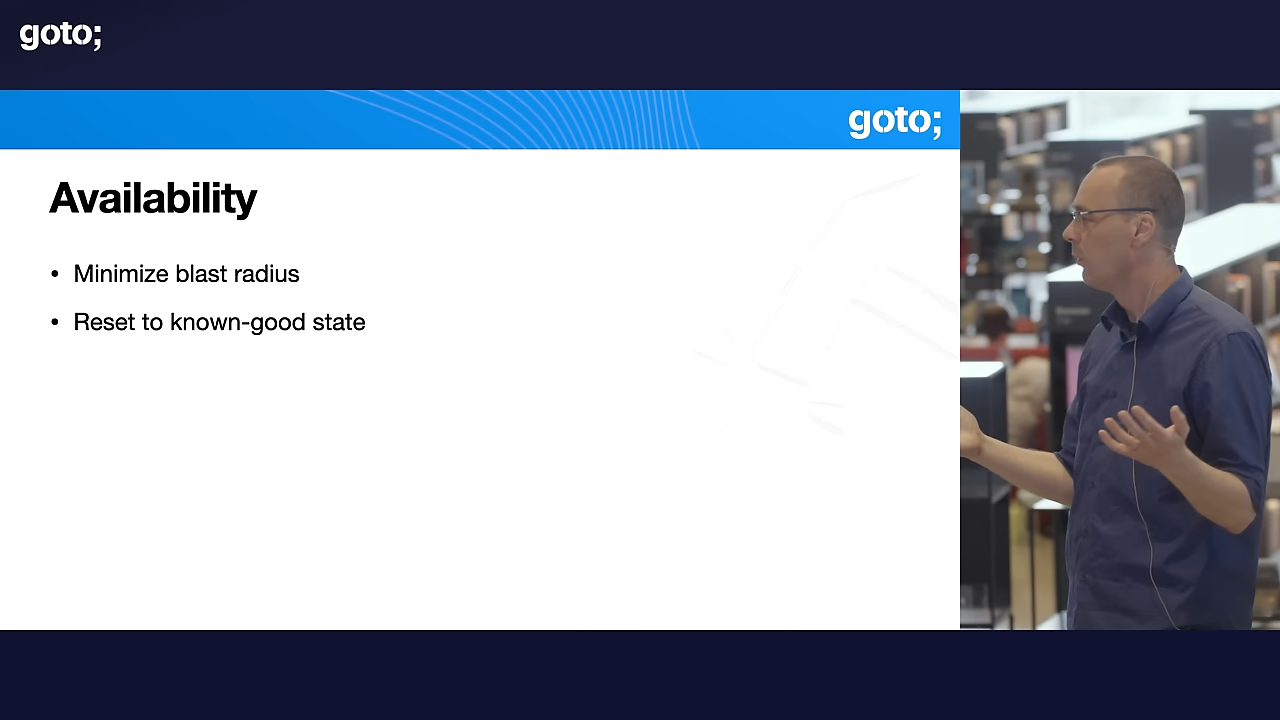 goto;
goto;
Availability
• Minimize blast radius
• Reset to known-good state